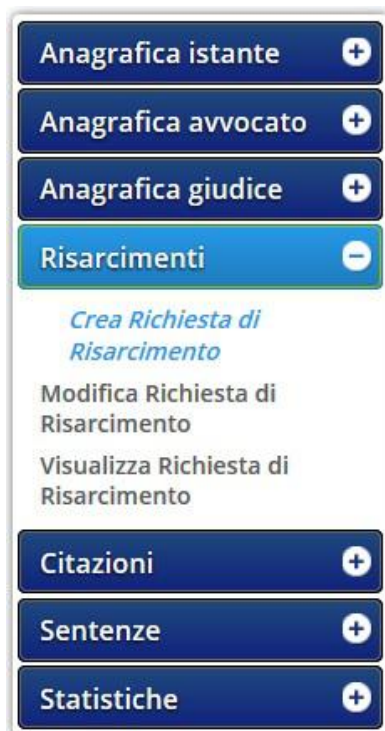 Anagrafica istante
Anagrafica avvocato
Anagrafica giudice
Risarcimenti
Crea Richiesta di
Risarcimento
Modifica Richiesta di
Risarcimento
Visualizza Richiesta di
Risarcimento
Citazioni
Sentenze
Statistiche